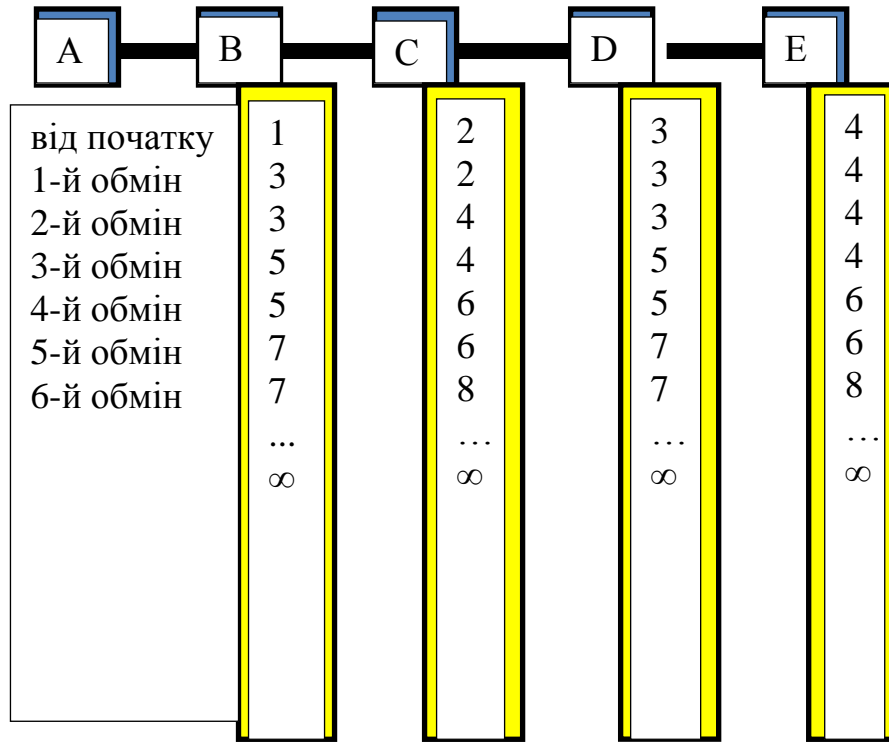 A B C D E
від початку 1 2 3 4
1-й обмін 3 2 3 4
2-й обмін 3 4 3 4
3-й обмін 5 4 5 4
4-й обмін 5 6 5 6
5-й обмін 7 6 7 6
6-й обмін 7 8 7 8
... … … …
∞ ∞ ∞ ∞